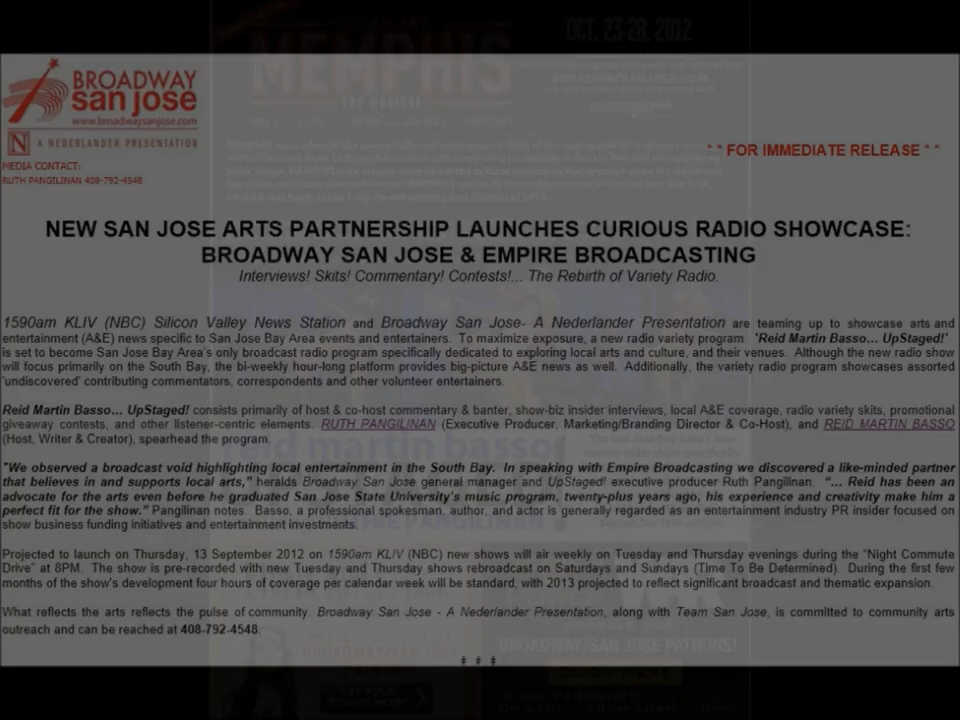 MEMPHIS
THE MUSICAL
OCT. 23-28, 2012
BROADWAYSANJOSE.COM
BROADWAY
san jose
www.broadwaysanjose.com
N A NEDERLANDER PRESENTATION
MEDIA CONTACT:
RUTH PANGILINAN 408-792-4548
* * FOR IMMEDIATE RELEASE * *
NEW SAN JOSE ARTS PARTNERSHIP LAUNCHES CURIOUS RADIO SHOWCASE:
BROADWAY SAN JOSE & EMPIRE BROADCASTING
Interviews! Skits! Commentary! Contests!... The Rebirth of Variety Radio.
1590am KLIV (NBC) Silicon Valley News Station and Broadway San Jose- A Nederlander Presentation are teaming up to showcase arts and
entertainment (A&E) news specific to San Jose Bay Area events and entertainers. To maximize exposure, a new radio variety program 'Reid Martin Basso... UpStaged!'
is set to become San Jose Bay Area's only broadcast radio program specifically dedicated to exploring local arts and culture, and their venues. Although the new radio show
will focus primarily on the South Bay, the bi-weekly hour-long platform provides big-picture A&E news as well. Additionally, the variety radio program showcases assorted
'undiscovered' contributing commentators, correspondents and other volunteer entertainers.
Reid Martin Basso... UpStaged! consists primarily of host & co-host commentary & banter, show-biz insider interviews, local A&E coverage, radio variety skits, promotional
giveaway contests, and other listener-centric elements. RUTH PANGILINAN (Executive Producer, Marketing/Branding Director & Co-Host), and REID MARTIN BASSO
(Host, Writer & Creator), spearhead the program.
reid martin basso
"We observed a broadcast void highlighting local entertainment in the South Bay. In speaking with Empire Broadcasting we discovered a like-minded partner
that believes in and supports local arts," heralds Broadway San Jose general manager and UpStaged! executive producer Ruth Pangilinan. "... Reid has been an
advocate for the arts even before he graduated San Jose State University's music program, twenty-plus years ago, his experience and creativity make him a
perfect fit for the show." Pangilinan notes. Basso, a professional spokesman, author, and actor is generally regarded as an entertainment industry PR insider focused on
show business funding initiatives and entertainment investments.
PANGILINAN
Projected to launch on Thursday, 13 September 2012 on 1590am KLIV (NBC) new shows will air weekly on Tuesday and Thursday evenings during the "Night Commute
Drive" at 8PM. The show is pre-recorded with new Tuesday and Thursday shows rebroadcast on Saturdays and Sundays (Time To Be Determined). During the first few
months of the show's development four hours of coverage per calendar week will be standard, with 2013 projected to reflect significant broadcast and thematic expansion.
What reflects the arts reflects the pulse of community. Broadway San Jose - A Nederlander Presentation, along with Team San Jose, is committed to community arts
outreach and can be reached at 408-792-4548.
BROADWAY/SAN JOSE PATRONS!
# # #